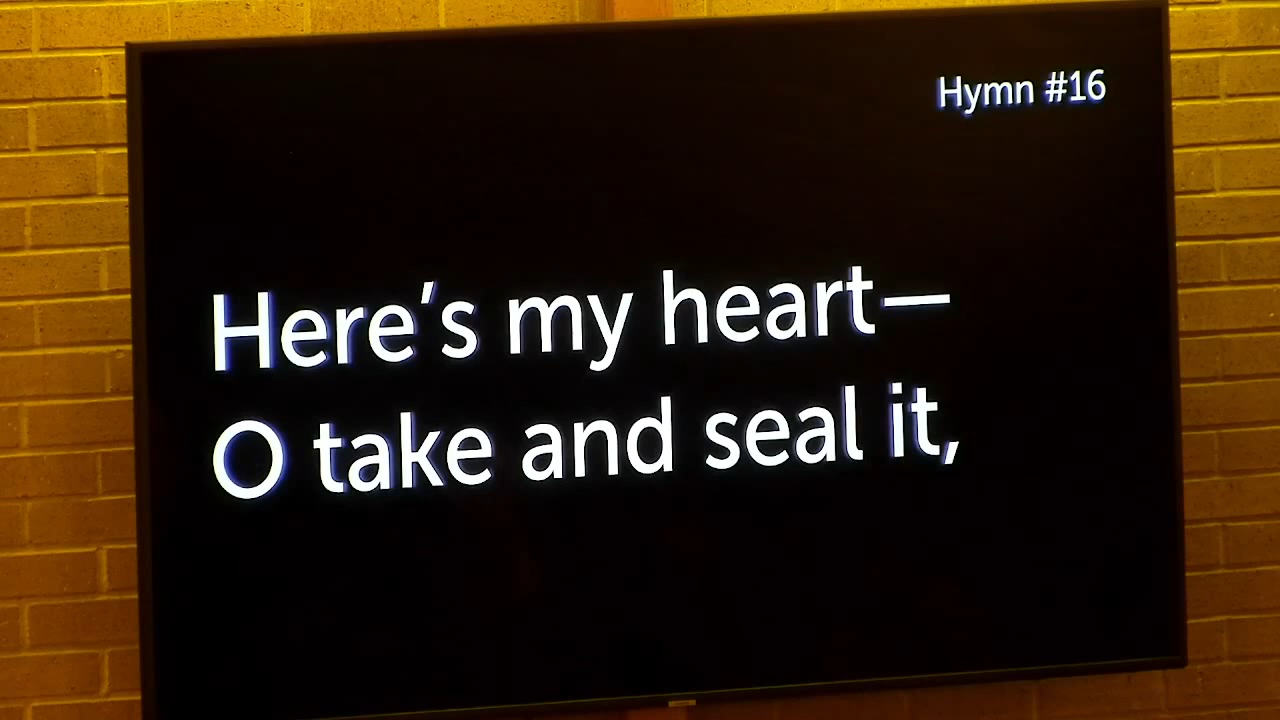 Hymn #16
Here's my heart—
O take and seal it,